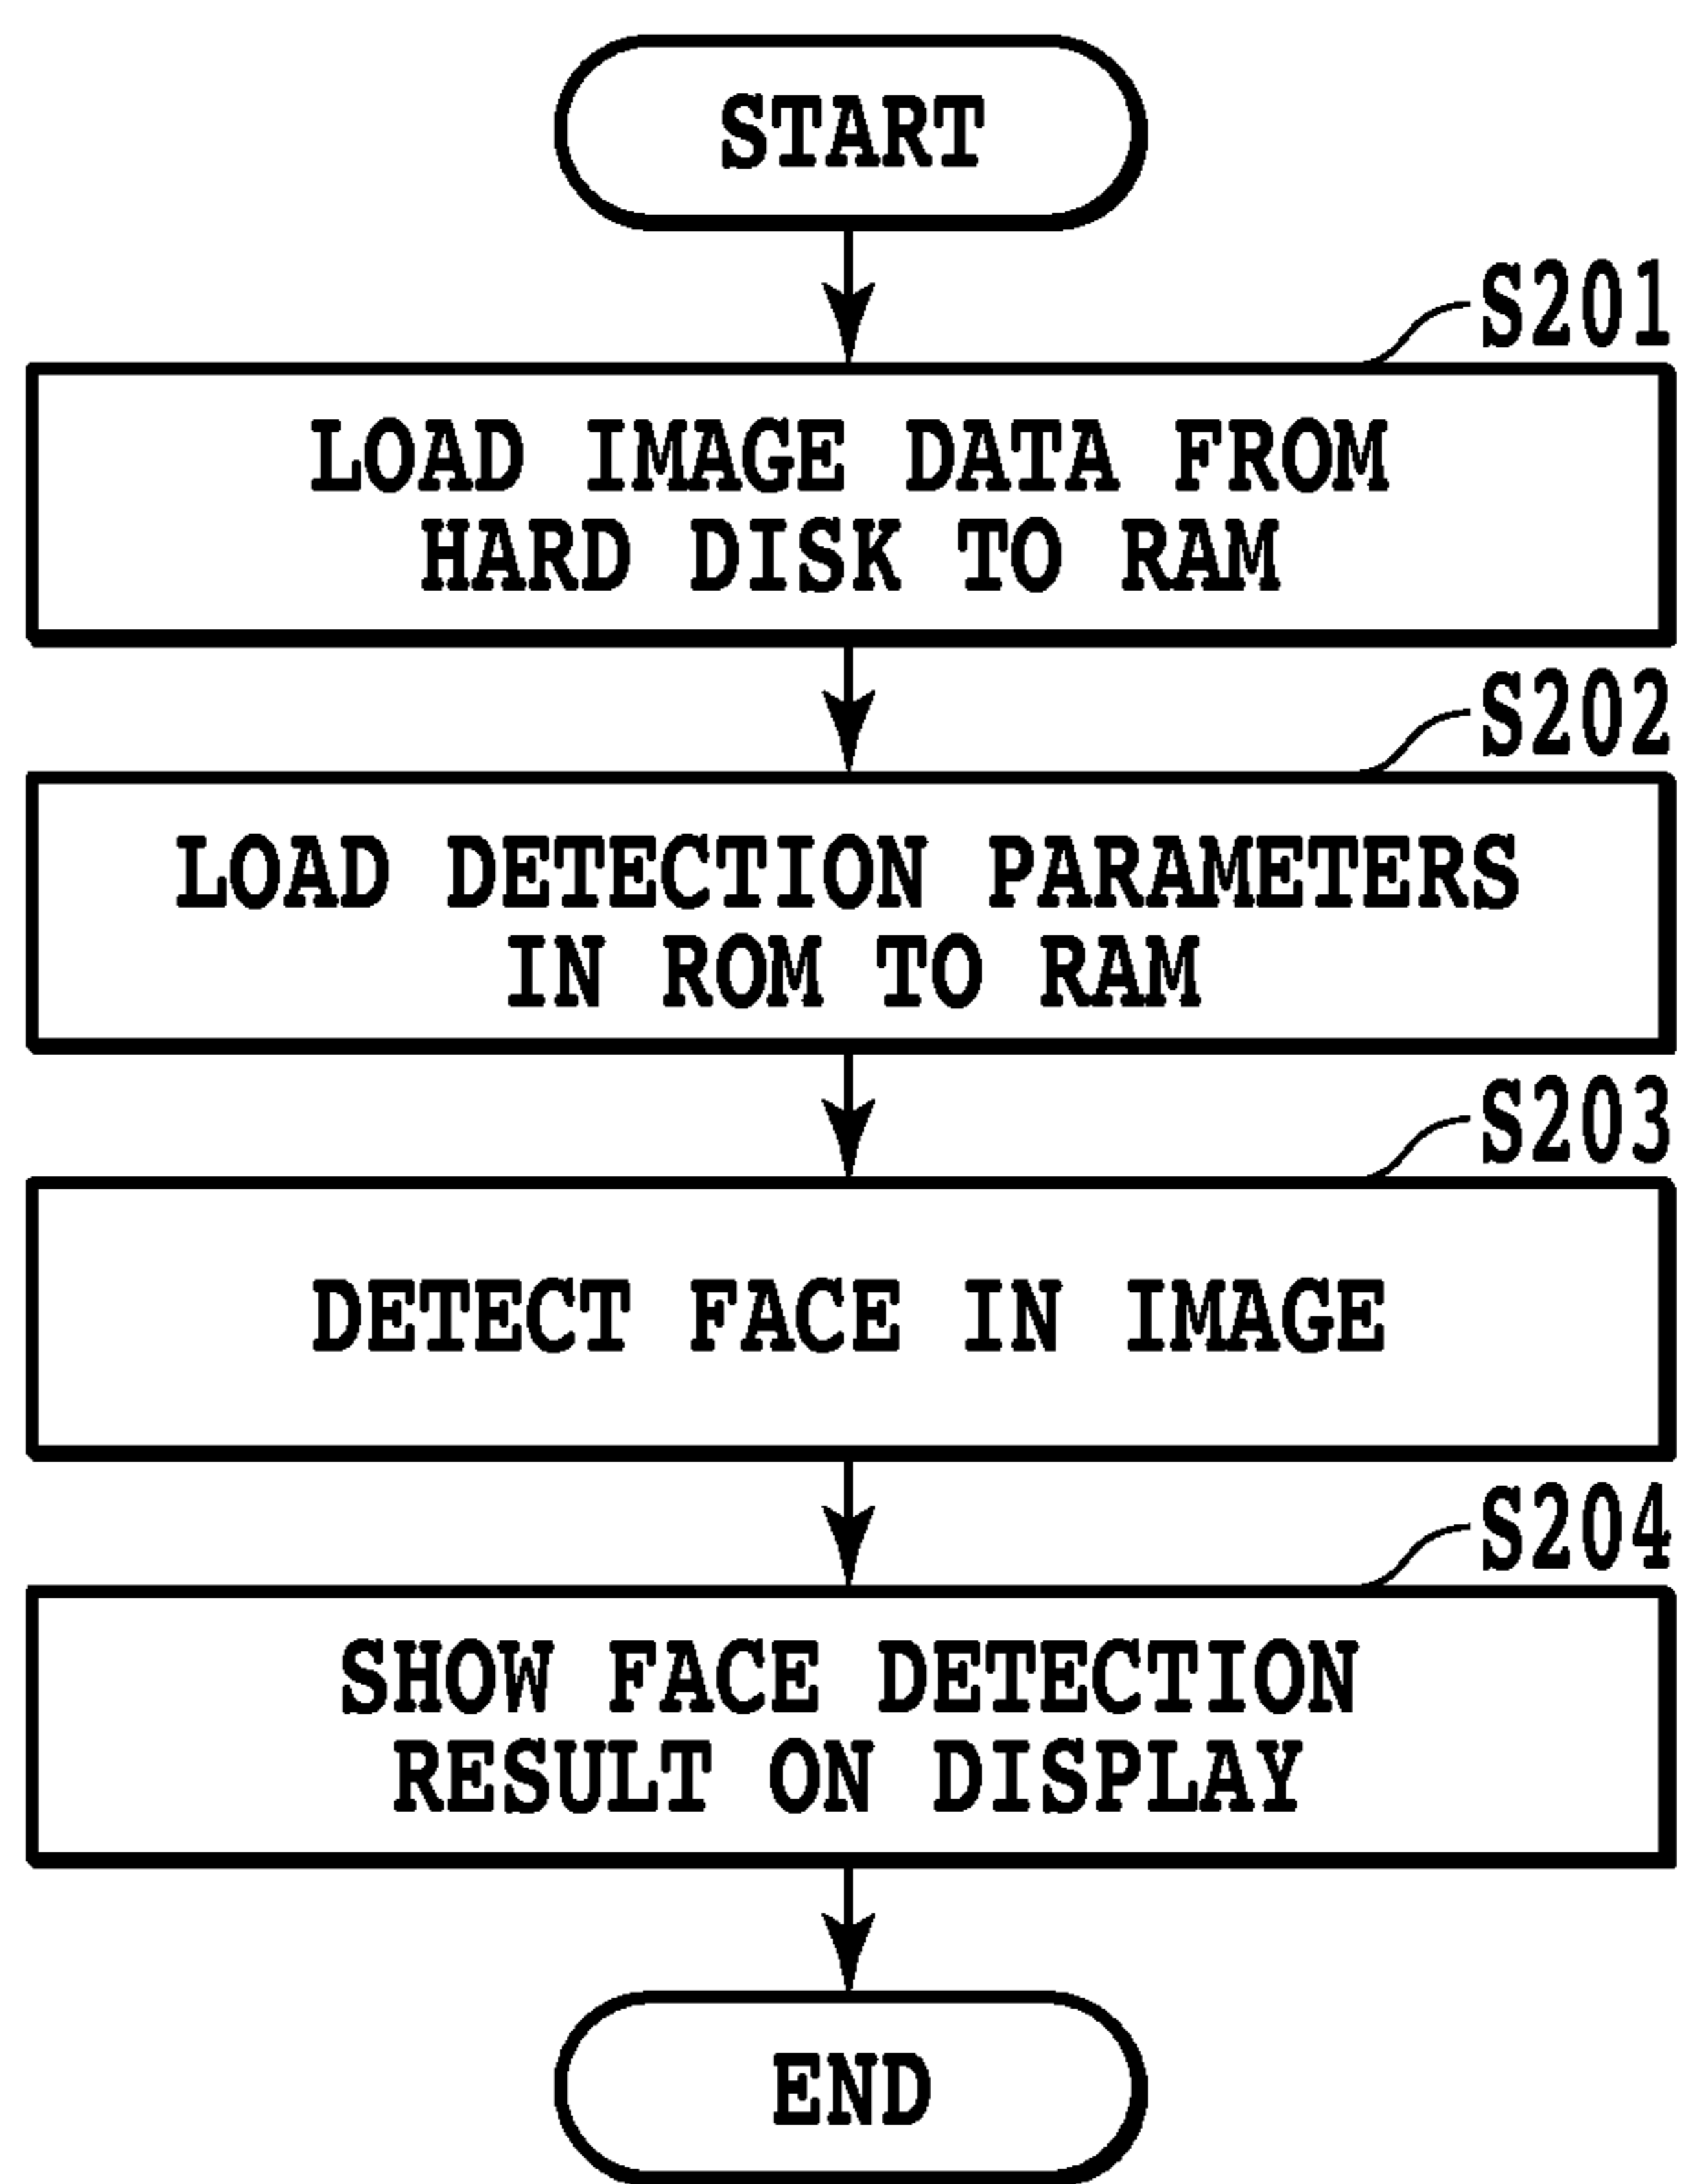 START
S201
LOAD IMAGE DATA FROM
HARD DISK TO RAM
S202
LOAD DETECTION PARAMETERS
IN ROM TO RAM
S203
DETECT FACE IN IMAGE
S204
SHOW FACE DETECTION
RESULT ON DISPLAY
END